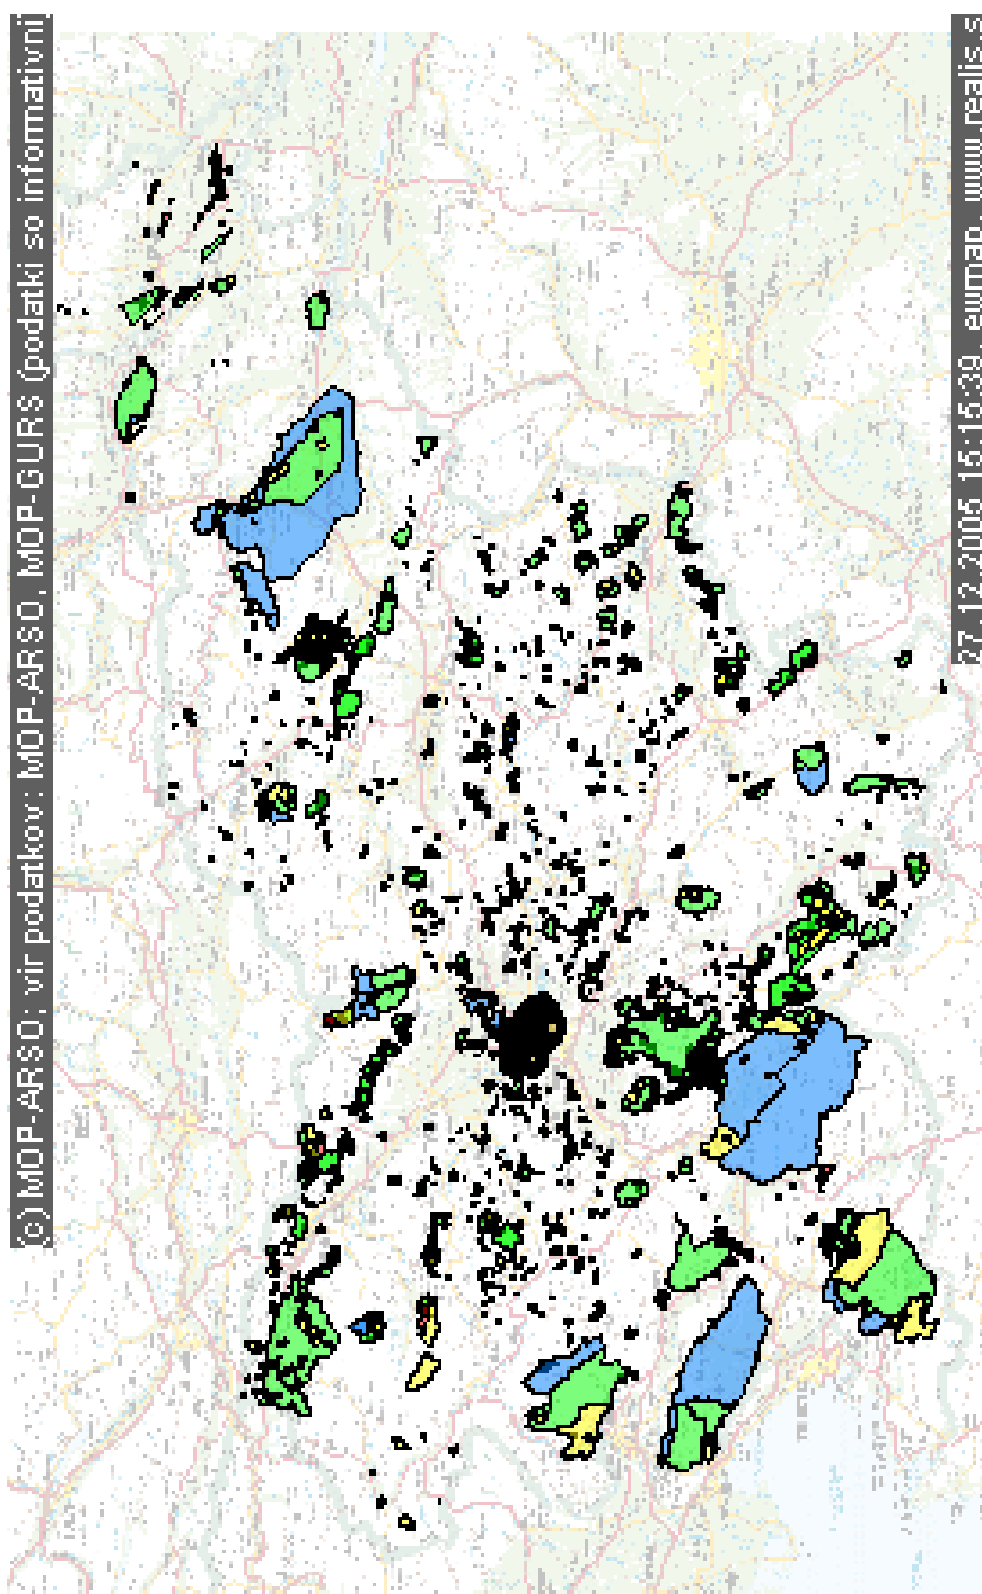 (c) MOP-ARSO, vir podatkov: MOP-ARSO, MOP-GURS (podatki so informativni,
27.12.2005 15:15:39, ewmap, www.realis.s